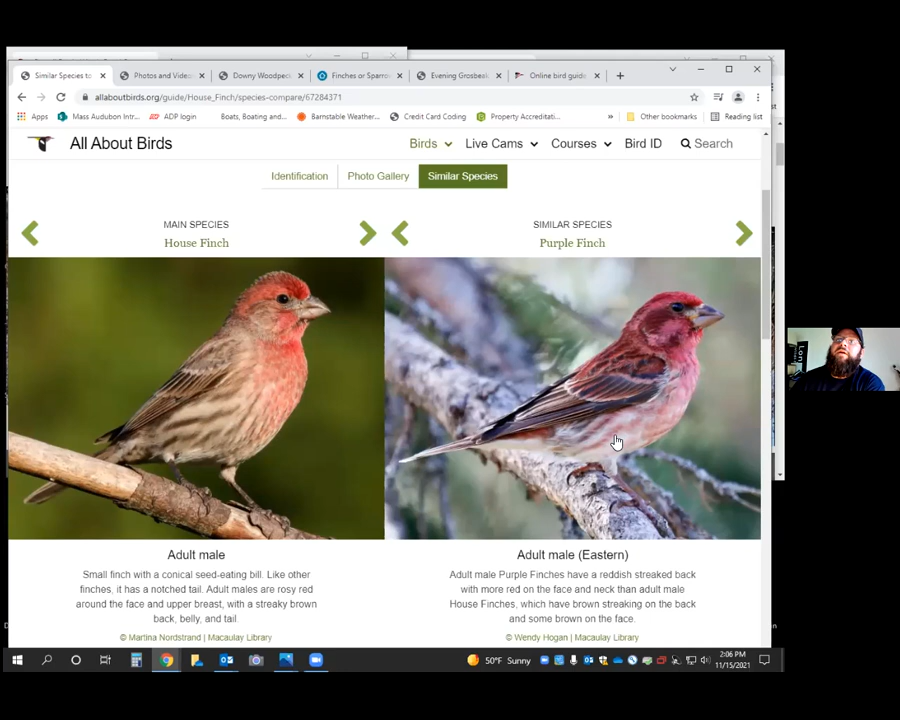 Similar Species to
Photos and Video
Downy Woodpec
Finches or Sparro
Evening Grosbeak
Online bird guide
allaboutbirds.org/guide/House_Finch/species-compare/67284371
Apps
Mass Audubon Intr...
ADP login
Boats, Boating and...
Barnstable Weather...
Credit Card Coding
Property Accreditati...
»
Other bookmarks
Reading list
All About Birds
Birds
Live Cams
Courses
Bird ID
Search
Identification
Photo Gallery
Similar Species
MAIN SPECIES
House Finch
SIMILAR SPECIES
Purple Finch
Adult male
Small finch with a conical seed-eating bill. Like other
finches, it has a notched tail. Adult males are rosy red
around the face and upper breast, with a streaky brown
back, belly, and tail.
© Martina Nordstrand | Macaulay Library
Adult male (Eastern)
Adult male Purple Finches have a reddish streaked back
with more red on the face and neck than adult male
House Finches, which have brown streaking on the back
and some brown on the face.
© Wendy Hogan | Macaulay Library
50°F Sunny
2:06 PM
11/15/2021